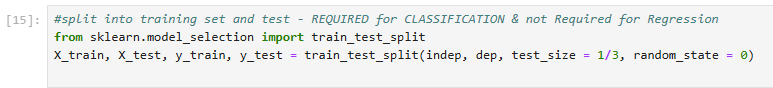 [15]: #split into training set and test - REQUIRED for CLASSIFICATION & not Required for Regression
from sklearn.model_selection import train_test_split
X_train, X_test, y_train, y_test = train_test_split(indep, dep, test_size = 1/3, random_state = 0)